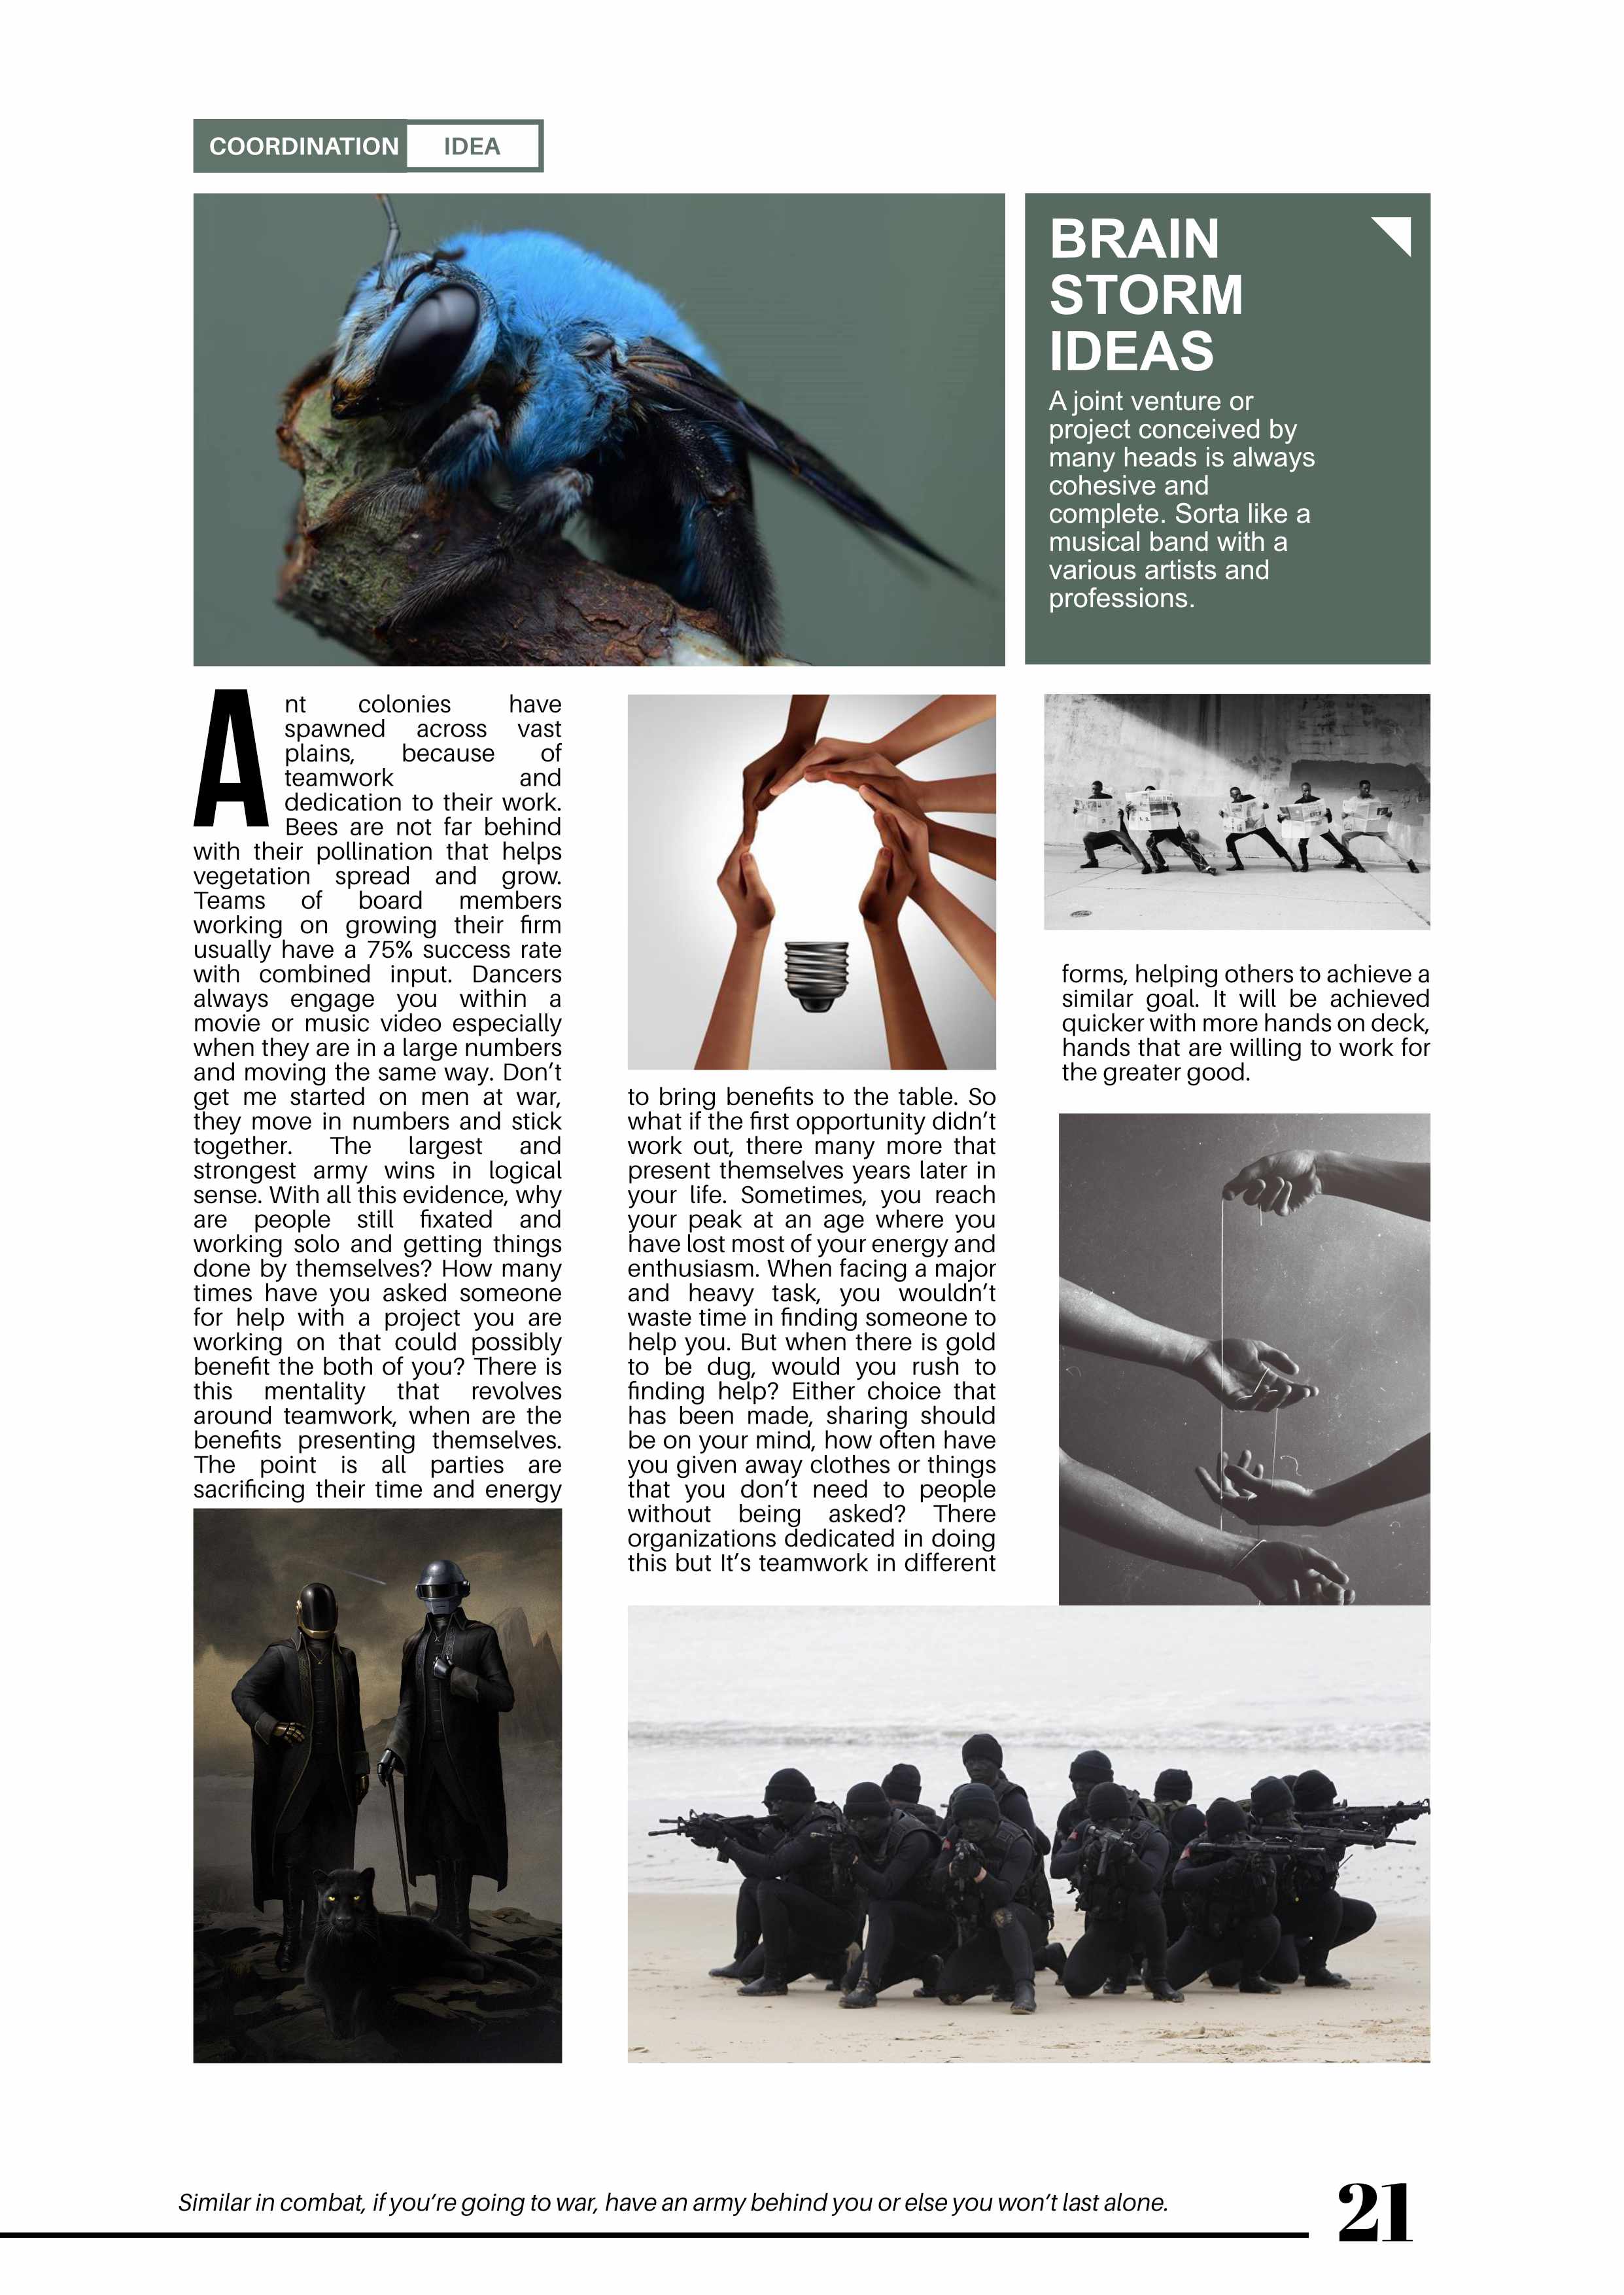 COORDINATION IDEA
BRAIN
STORM
IDEAS
A joint venture or
project conceived by
many heads is always
cohesive and
complete. Sorta like a
musical band with a
various artists and
professions.
Ant colonies have
spawned across vast
plains, because of
teamwork and
dedication to their work.
Bees are not far behind
with their pollination that helps
vegetation spread and grow.
Teams of board members
working on growing their firm
usually have a 75% success rate
with combined input. Dancers
always engage you within a
movie or music video especially
when they are in a large numbers
and moving the same way. Don’t
get me started on men at war,
they move in numbers and stick
together. The largest and
strongest army wins in logical
sense. With all this evidence, why
are people still fixated and
working solo and getting things
done by themselves? How many
times have you asked someone
for help with a project you are
working on that could possibly
benefit the both of you? There is
this mentality that revolves
around teamwork, when are the
benefits presenting themselves.
The point is all parties are
sacrificing their time and energy
to bring benefits to the table. So
what if the first opportunity didn’t
work out, there many more that
present themselves years later in
your life. Sometimes, you reach
your peak at an age where you
have lost most of your energy and
enthusiasm. When facing a major
and heavy task, you wouldn’t
waste time in finding someone to
help you. But when there is gold
to be dug, would you rush to
finding help? Either choice that
has been made, sharing should
be on your mind, how often have
you given away clothes or things
that you don’t need to people
without being asked? There
organizations dedicated in doing
this but It’s teamwork in different
forms, helping others to achieve a
similar goal. It will be achieved
quicker with more hands on deck,
hands that are willing to work for
the greater good.
Similar in combat, if you’re going to war, have an army behind you or else you won’t last alone.
21